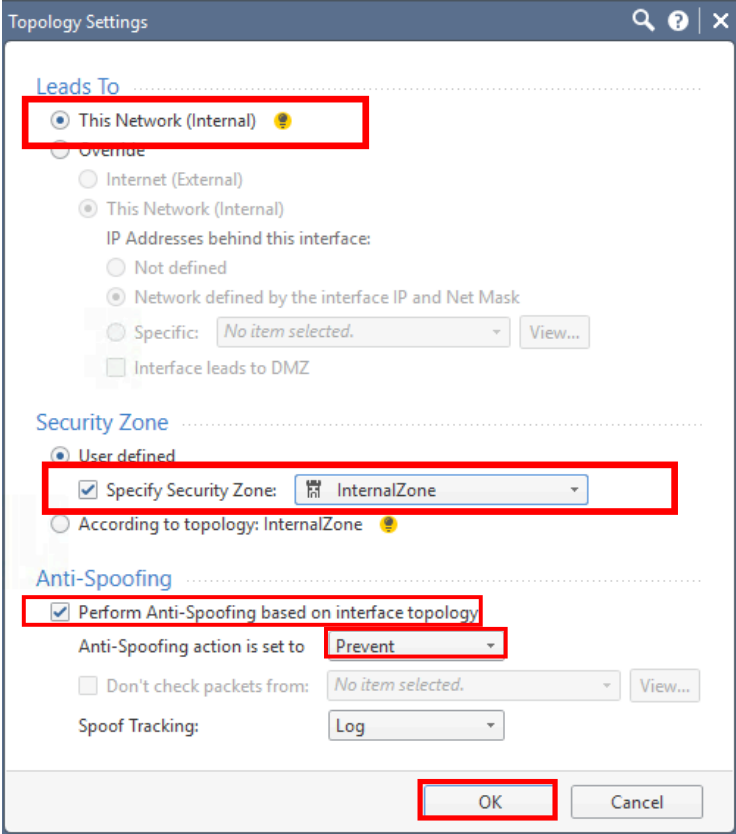 Topology Settings
Leads To
This Network (Internal)
Override
Internet (External)
This Network (Internal)
IP Addresses behind this interface:
Not defined
Network defined by the interface IP and Net Mask
Specific: No item selected. View...
Interface leads to DMZ
Security Zone
User defined
Specify Security Zone: InternalZone
According to topology: InternalZone
Anti-Spoofing
Perform Anti-Spoofing based on interface topology
Anti-Spoofing action is set to Prevent
Don't check packets from: No item selected. View...
Spoof Tracking: Log
OK Cancel